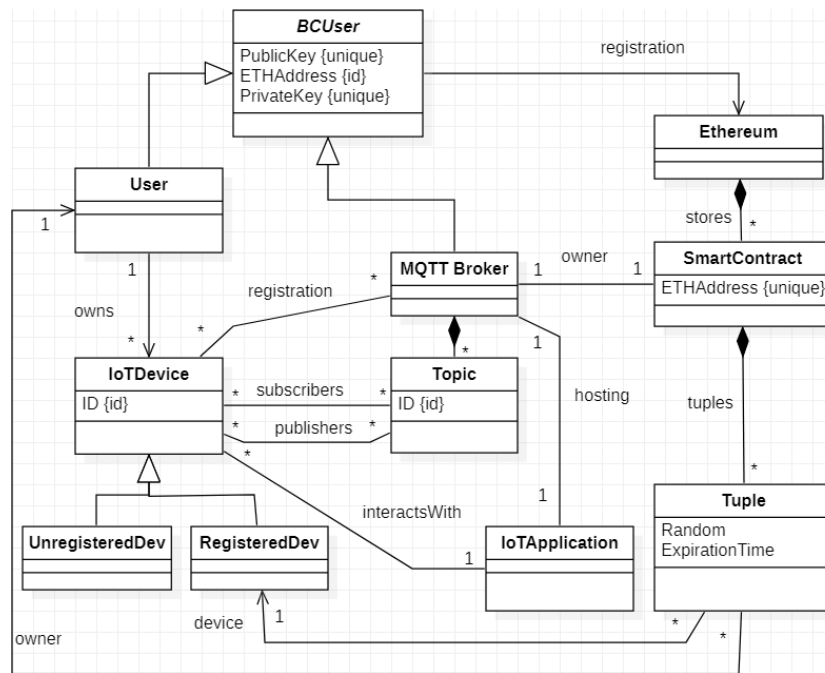 BCUser
PublicKey {unique}
ETHAddress {id}
PrivateKey {unique}
registration
Ethereum
User
1
1
stores
*
MQTT Broker
1
owner
1
SmartContract
ETHAddress {unique}
registration
*
*
owns
*
1
hosting
*
IoTDevice
ID {id}
*
subscribers
*
*
publishers
*
Topic
ID {id}
tuples
*
*
interactsWith
1
1
UnregisteredDev
RegisteredDev
IoTApplication
Tuple
Random
ExpirationTime
device
1
*
*
owner